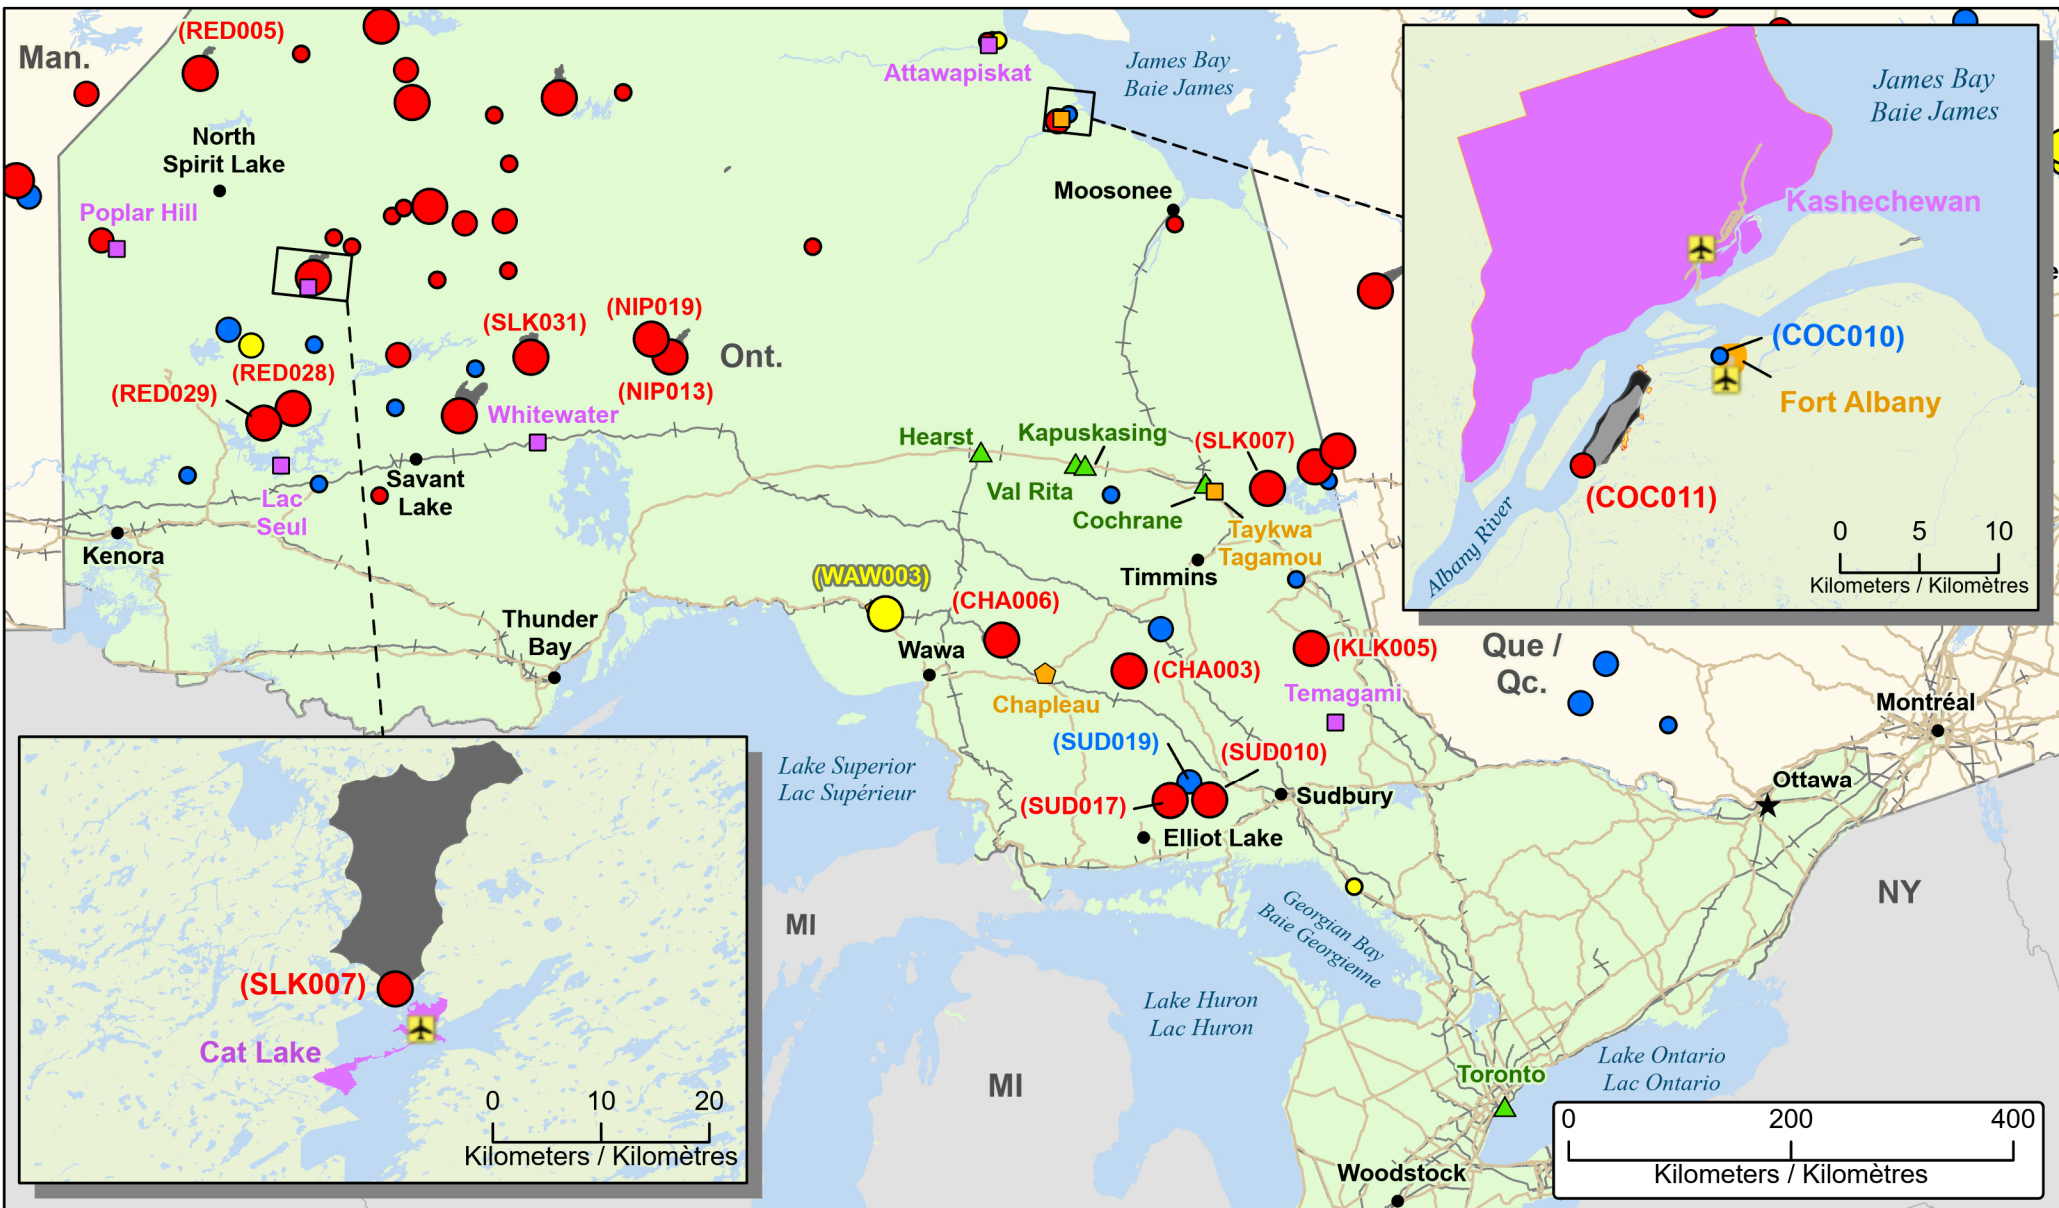 (RED005)
Man.
North
Spirit Lake
Poplar Hill
Attawapiskat
James Bay
Baie James
Moosonee
James Bay
Baie James
Kashechewan
(COC010)
Fort Albany
(COC011)
Albany River
0 5 10
Kilometers / Kilomètres
(SLK031)
(NIP019)
(NIP013)
Ont.
(RED028)
(RED029)
Whitewater
Lac
Seul
Savant
Lake
Kenora
Thunder
Bay
Hearst
Kapuskasing
Val Rita
Cochrane
(SLK007)
Taykwa
Tagamou
Timmins
(WAW003)
Wawa
(CHA006)
Chapleau
(CHA003)
(KLK005)
Temagami
(SUD019)
(SUD010)
(SUD017)
Sudbury
Elliot Lake
Que /
Qc.
Montréal
Ottawa
NY
MI
MI
Lake Superior
Lac Supérieur
Georgian Bay
Baie Georgienne
Lake Huron
Lac Huron
Lake Ontario
Lac Ontario
Toronto
Woodstock
(SLK007)
Cat Lake
0 10 20
Kilometers / Kilomètres
0 200 400
Kilometers / Kilomètres